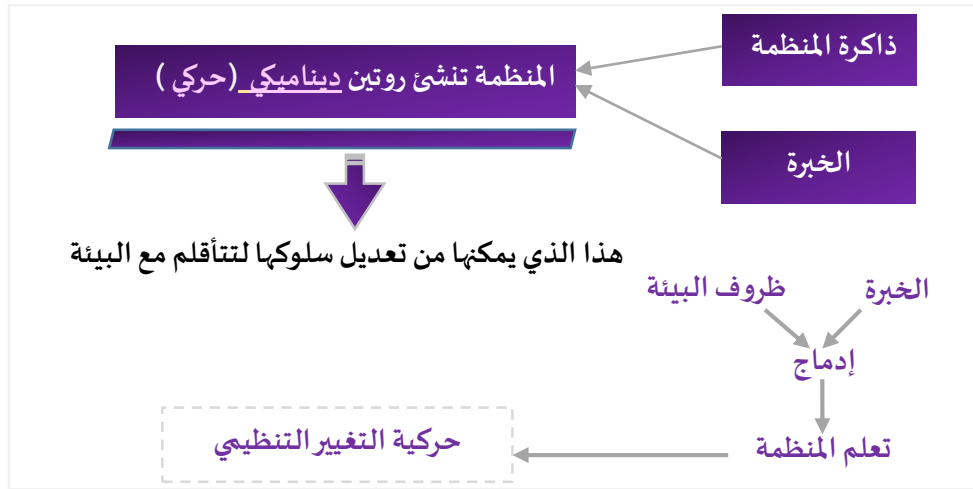 ذاكرة المنظمة
المنظمة تنشئ روتين ديناميكي (حركي )
الخبرة
هذا الذي يمكنها من تعديل سلوكها لتتأقلم مع البيئة
الخبرة
ظروف البيئة
إدماج
تعلم المنظمة
حركية التغيير التنظيمي